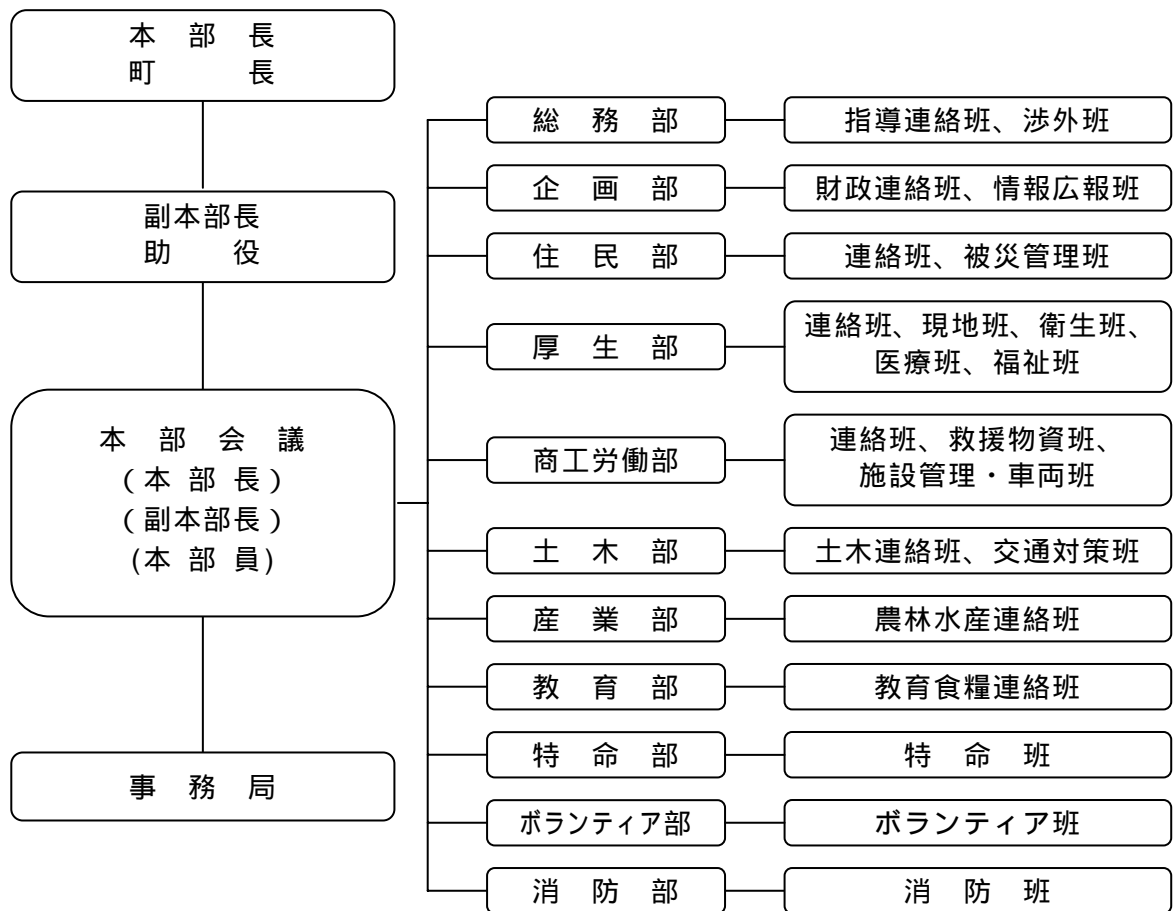 本 部 長
町 長
副本部長
助 役
本 部 会 議
(本 部 長)
(副本部長)
(本 部 員)
事 務 局
総 務 部
指導連絡班、渉外班
企 画 部
財政連絡班、情報広報班
住 民 部
連絡班、被災管理班
厚 生 部
連絡班、現地班、衛生班、
医療班、福祉班
商工労働部
連絡班、救援物資班、
施設管理・車両班
土 木 部
土木連絡班、交通対策班
産 業 部
農林水産連絡班
教 育 部
教育食糧連絡班
特 命 部
特 命 班
ボランティア部
ボランティア班
消 防 部
消 防 班